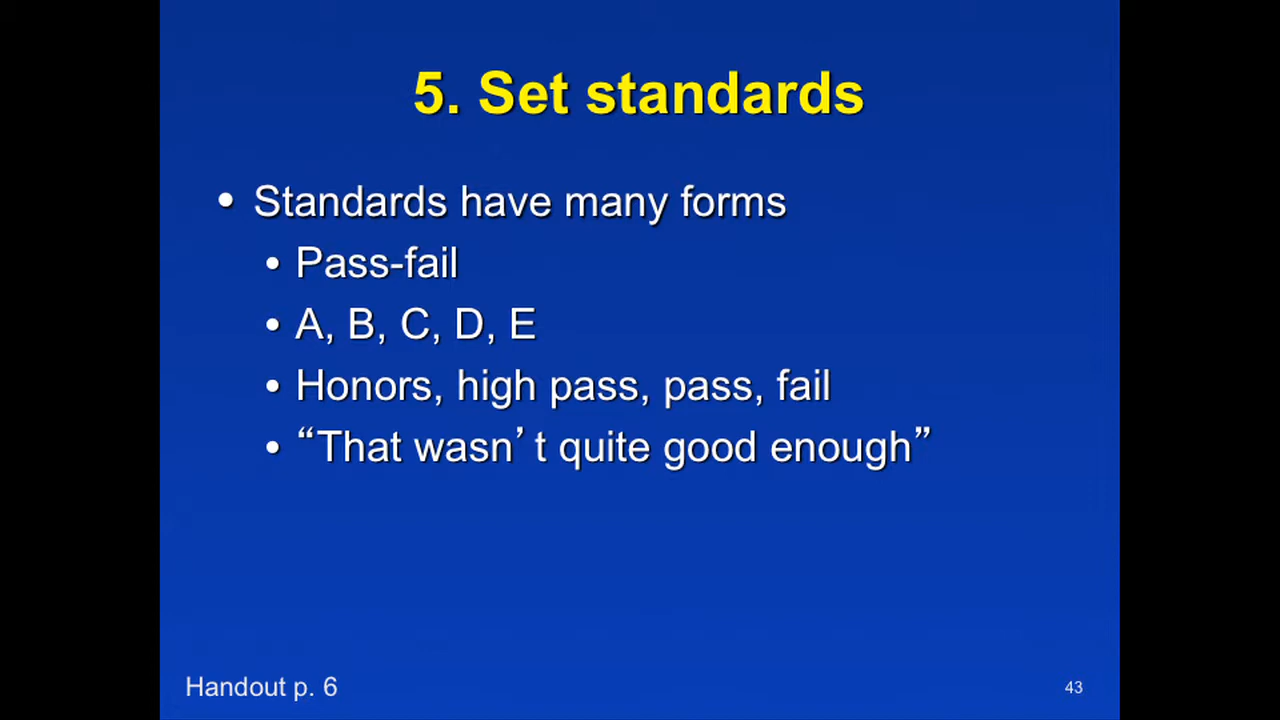 5. Set standards
• Standards have many forms
• Pass-fail
• A, B, C, D, E
• Honors, high pass, pass, fail
• “That wasn’t quite good enough”
Handout p. 6
43